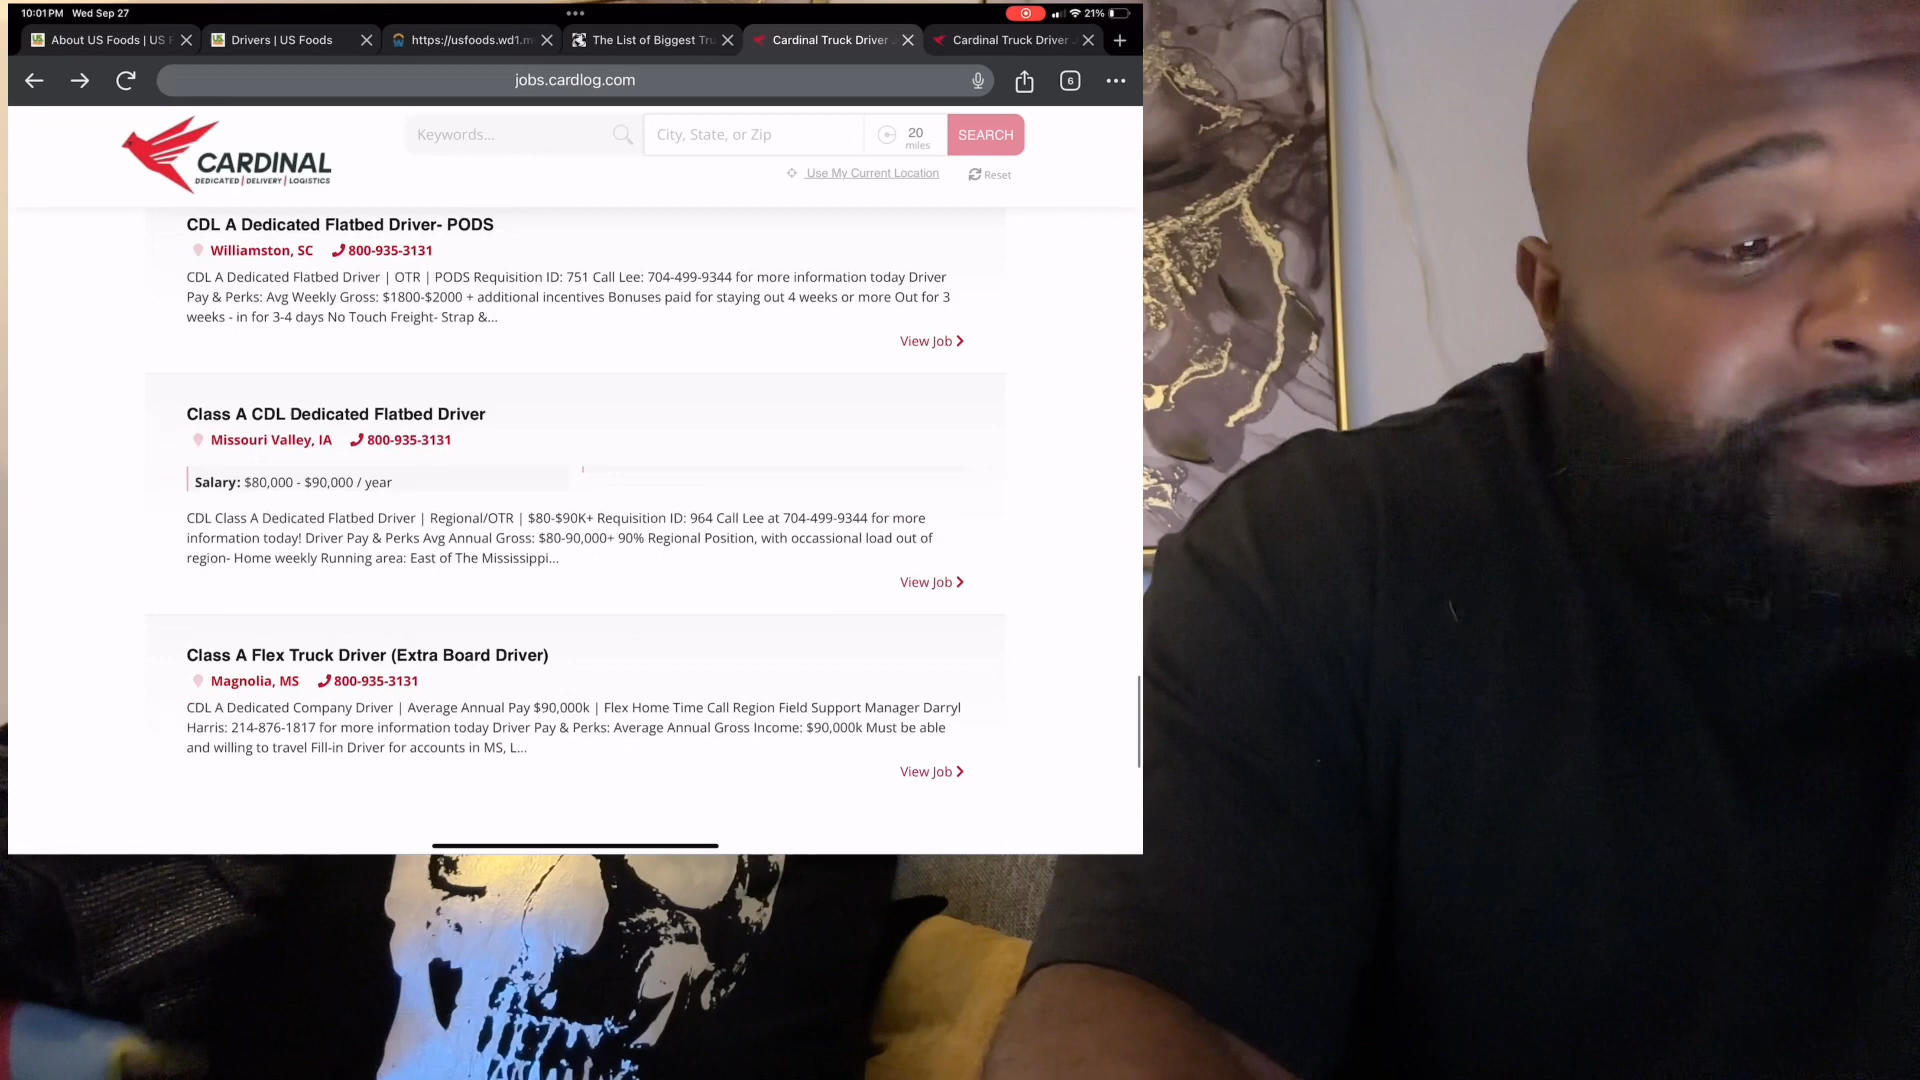 10:01PM Wed Sep 27
21%
About US Foods | US F
Drivers | US Foods
https://usfoods.wd1.m
The List of Biggest Tru
Cardinal Truck Driver
Cardinal Truck Driver
jobs.cardlog.com
6
CARDINAL
DEDICATED | DELIVERY | LOGISTICS
Keywords...
City, State, or Zip
20
miles
SEARCH
Use My Current Location
Reset
CDL A Dedicated Flatbed Driver- PODS
Williamston, SC 800-935-3131
CDL A Dedicated Flatbed Driver | OTR | PODS Requisition ID: 751 Call Lee: 704-499-9344 for more information today Driver
Pay & Perks: Avg Weekly Gross: $1800-$2000 + additional incentives Bonuses paid for staying out 4 weeks or more Out for 3
weeks - in for 3-4 days No Touch Freight- Strap &...
View Job
Class A CDL Dedicated Flatbed Driver
Missouri Valley, IA 800-935-3131
Salary: $80,000 - $90,000 / year
CDL Class A Dedicated Flatbed Driver | Regional/OTR | $80-$90K+ Requisition ID: 964 Call Lee at 704-499-9344 for more
information today! Driver Pay & Perks Avg Annual Gross: $80-90,000+ 90% Regional Position, with occassional load out of
region- Home weekly Running area: East of The Mississippi...
View Job
Class A Flex Truck Driver (Extra Board Driver)
Magnolia, MS 800-935-3131
CDL A Dedicated Company Driver | Average Annual Pay $90,000k | Flex Home Time Call Region Field Support Manager Darryl
Harris: 214-876-1817 for more information today Driver Pay & Perks: Average Annual Gross Income: $90,000k Must be able
and willing to travel Fill-in Driver for accounts in MS, L...
View Job